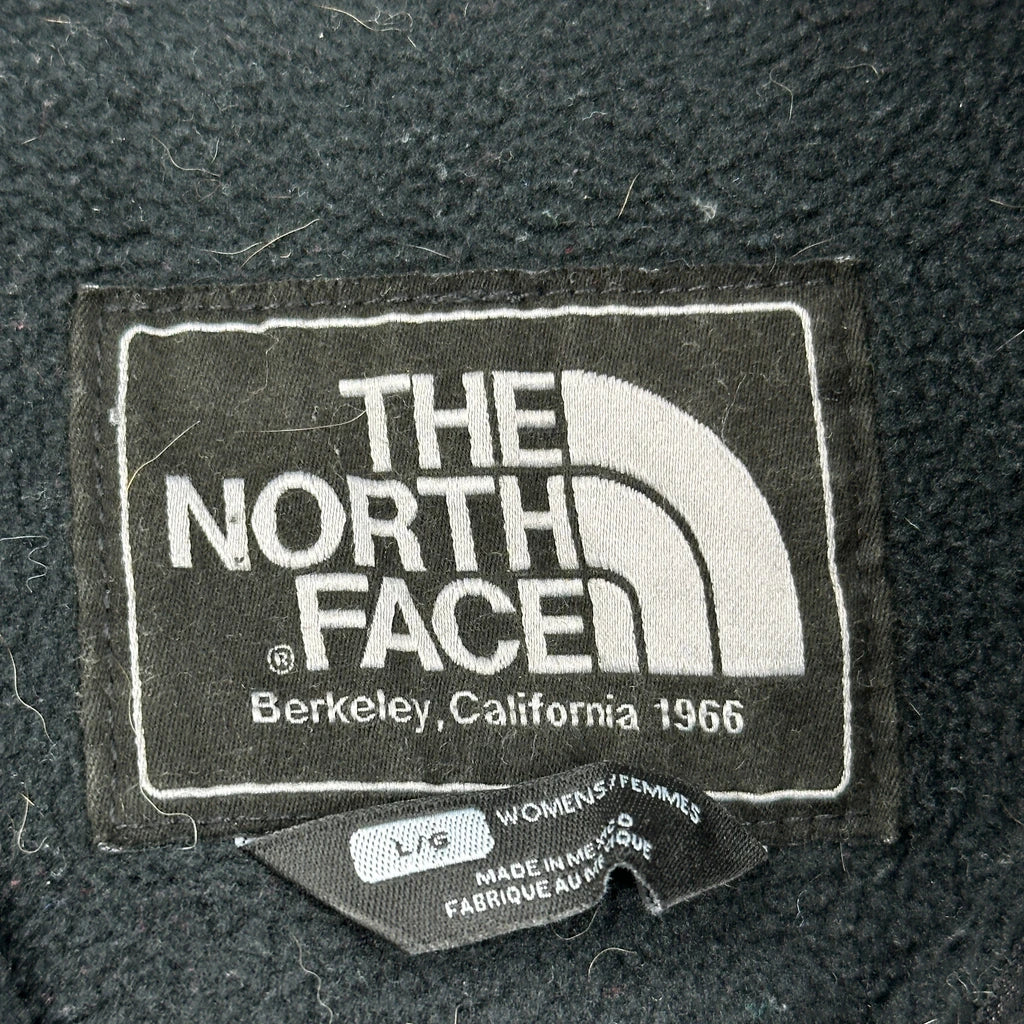 THE
NORTH
FACE
®
Berkeley, California 1966
L/G WOMENS/FEMMES
MADE IN MEXICO
FABRIQUE AU MEXIQUE